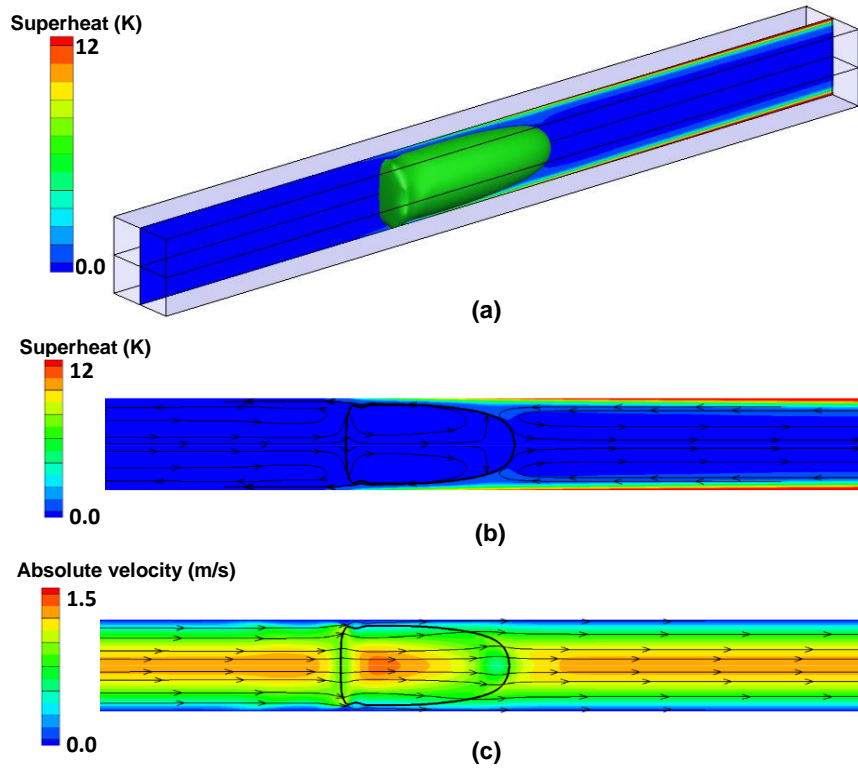 Superheat (K)
12
0.0
(a)
Superheat (K)
12
0.0
(b)
Absolute velocity (m/s)
1.5
0.0
(c)